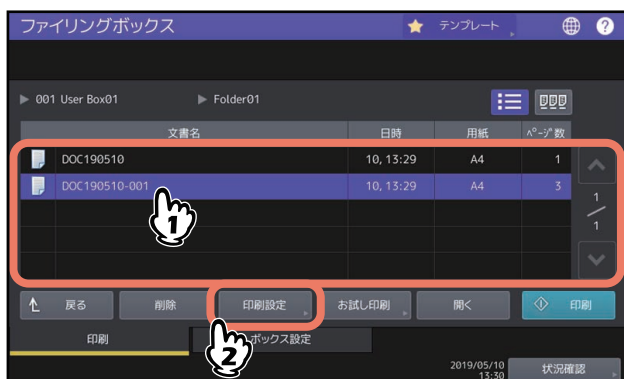 ファイリングボックス テンプレート ?
001 User Box01 Folder01
文書名 日時 用紙 ページ数
DOC190510 10, 13:29 A4 1
DOC190510-001 10, 13:29 A4 3
1
1
1
戻る 削除 印刷設定 お試し印刷 開く 印刷
2
印刷 ボックス設定
2019/05/10
13:30 状況確認